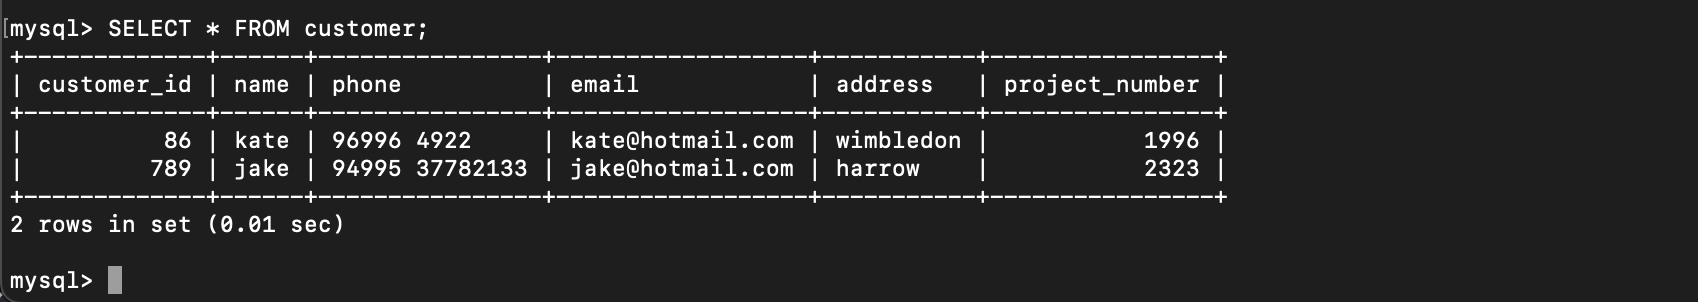 mysql> SELECT * FROM customer;
+-------------+------+----------------+------------------+-----------+----------------+
| customer_id | name | phone          | email            | address   | project_number |
+-------------+------+----------------+------------------+-----------+----------------+
|          86 | kate | 96996 4922     | kate@hotmail.com | wimbledon |           1996 |
|         789 | jake | 94995 37782133 | jake@hotmail.com | harrow    |           2323 |
+-------------+------+----------------+------------------+-----------+----------------+
2 rows in set (0.01 sec)
mysql>